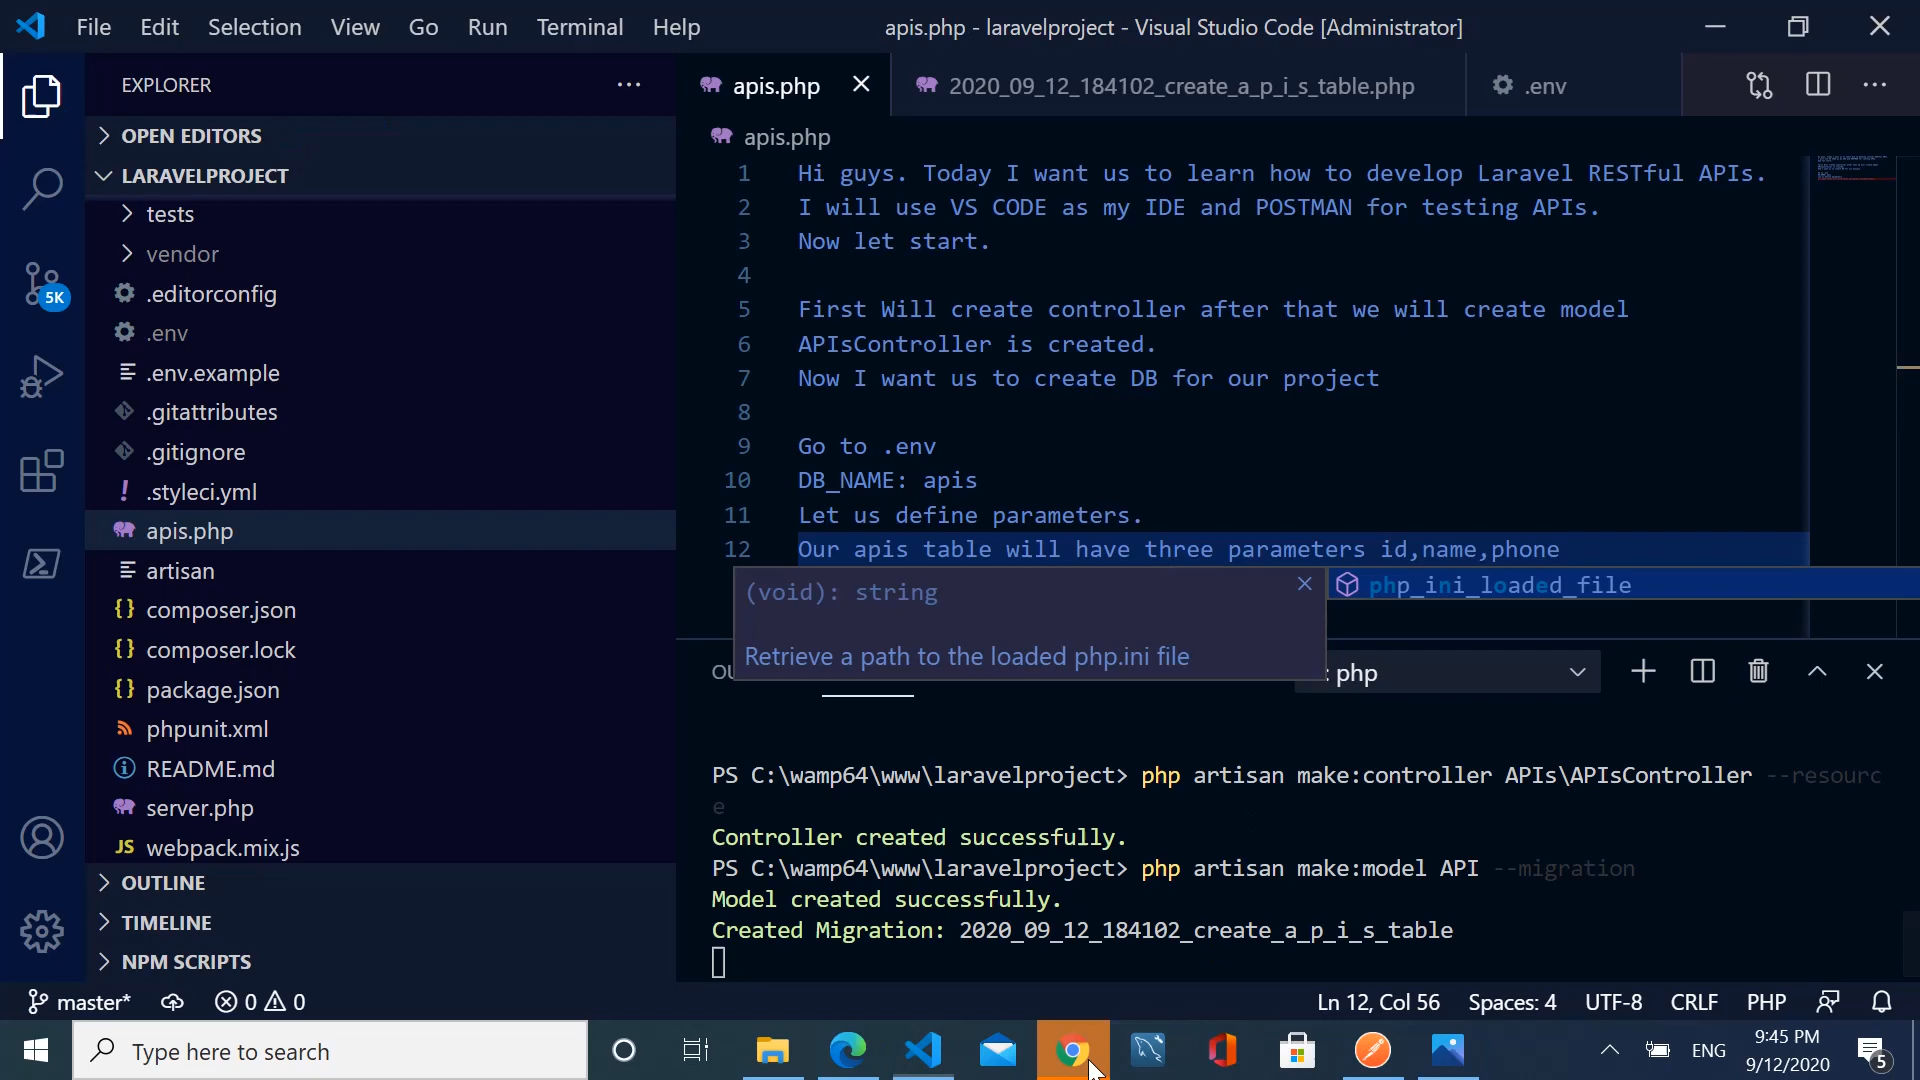 File Edit Selection View Go Run Terminal Help
apis.php - laravelproject - Visual Studio Code [Administrator]
EXPLORER
OPEN EDITORS
LARAVELPROJECT
tests
vendor
.editorconfig
.env
.env.example
.gitattributes
.gitignore
.styleci.yml
apis.php
artisan
composer.json
composer.lock
package.json
phpunit.xml
README.md
server.php
webpack.mix.js
OUTLINE
TIMELINE
NPM SCRIPTS
5K
apis.php
2020_09_12_184102_create_a_p_i_s_table.php
.env
apis.php
1 Hi guys. Today I want us to learn how to develop Laravel RESTful APIs.
2 I will use VS CODE as my IDE and POSTMAN for testing APIs.
3 Now let start.
4
5 First Will create controller after that we will create model
6 APIsController is created.
7 Now I want us to create DB for our project
8
9 Go to .env
10 DB_NAME: apis
11 Let us define parameters.
12 Our apis table will have three parameters id,name,phone
(void): string
Retrieve a path to the loaded php.ini file
php_ini_loaded_file
OU
: php
PS C:\wamp64\www\laravelproject> php artisan make:controller APIs\APIsController --resourc
e
Controller created successfully.
PS C:\wamp64\www\laravelproject> php artisan make:model API --migration
Model created successfully.
Created Migration: 2020_09_12_184102_create_a_p_i_s_table
master* 0 0
Ln 12, Col 56 Spaces: 4 UTF-8 CRLF PHP
Type here to search
ENG
9:45 PM
9/12/2020
5